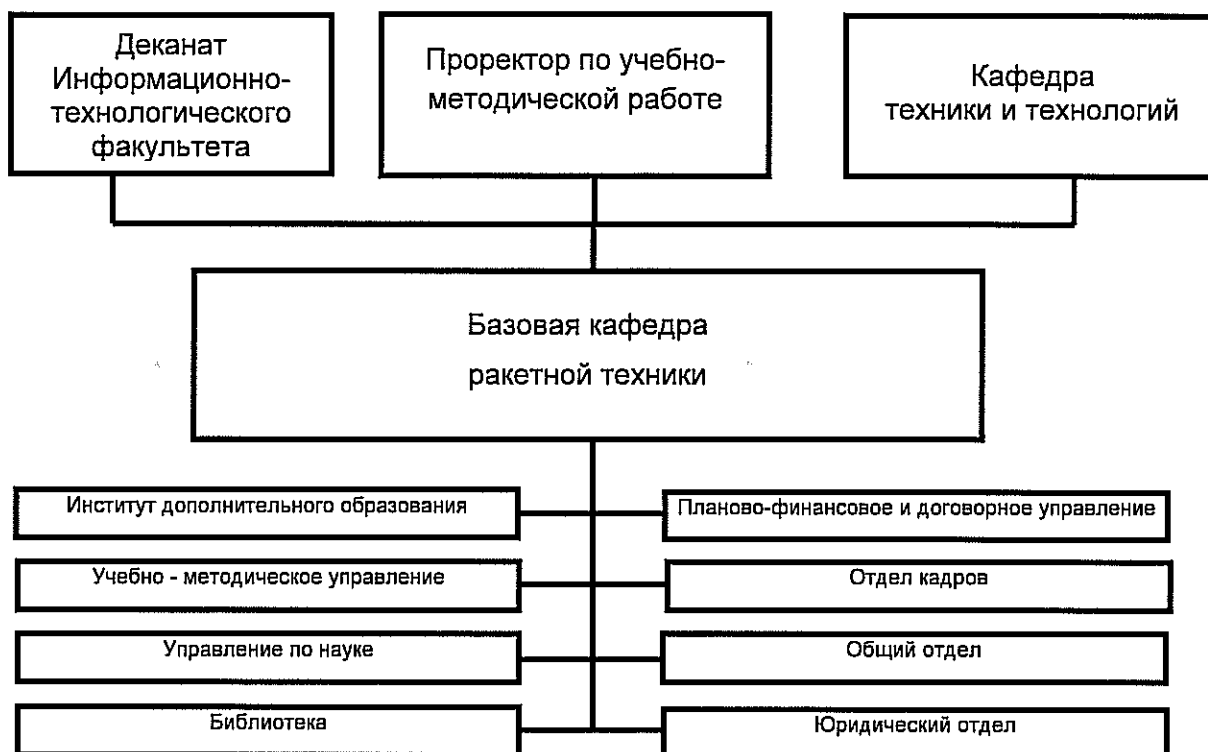 Деканат
Информационно-
технологического
факультета
Проректор по учебно-
методической работе
Кафедра
техники и технологий
Базовая кафедра
ракетной техники
Институт дополнительного образования
Планово-финансовое и договорное управление
Учебно - методическое управление
Отдел кадров
Управление по науке
Общий отдел
Библиотека
Юридический отдел